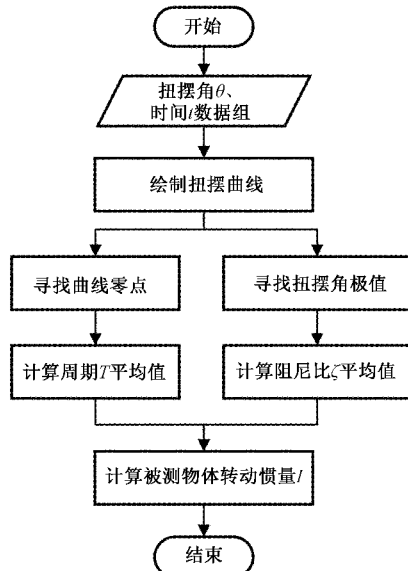 开始
扭摆角θ、
时间t数据组
绘制扭摆曲线
寻找曲线零点
寻找扭摆角极值
计算周期T平均值
计算阻尼比ζ平均值
计算被测物体转动惯量I
结束